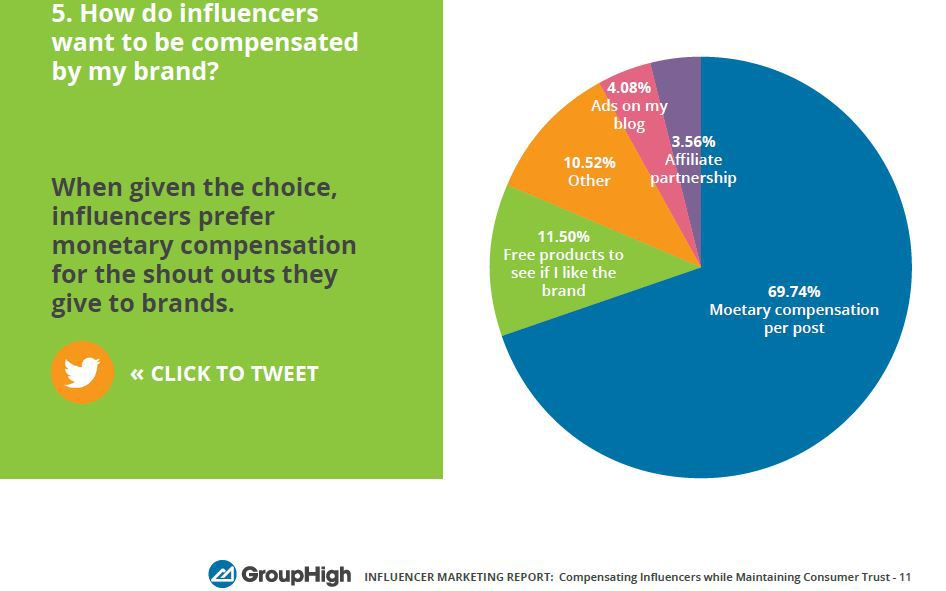 5. How do influencers
want to be compensated
by my brand?
When given the choice,
influencers prefer
monetary compensation
for the shout outs they
give to brands.
« CLICK TO TWEET
4.08%
Ads on my
blog
3.56%
Affiliate
partnership
10.52%
Other
11.50%
Free products to
see if I like the
brand
69.74%
Moetary compensation
per post
GroupHigh
INFLUENCER MARKETING REPORT: Compensating Influencers while Maintaining Consumer Trust - 11